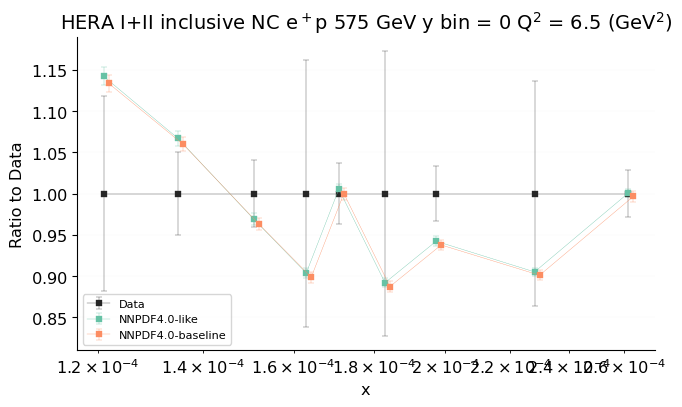 HERA I+II inclusive NC e⁺p 575 GeV y bin = 0 Q² = 6.5 (GeV²)
Ratio to Data
1.15
1.10
1.05
1.00
0.95
0.90
0.85
Data
NNPDF4.0-like
NNPDF4.0-baseline
1.2 × 10⁻⁴ 1.4 × 10⁻⁴ 1.6 × 10⁻⁴ 1.8 × 10⁻⁴ 2 × 10⁻⁴ 2.2 × 10⁻⁴ 2.4 × 10⁻⁴ 2.6 × 10⁻⁴
x